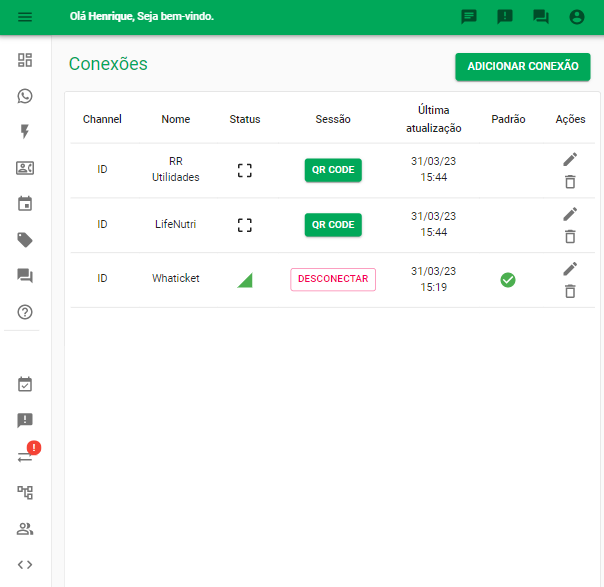 Olá Henrique, Seja bem-vindo.
Conexões
ADICIONAR CONEXÃO
Channel Nome Status Sessão Última atualização Padrão Ações
ID RR Utilidades QR CODE 31/03/23 15:44
ID LifeNutri QR CODE 31/03/23 15:44
ID Whaticket DESCONECTAR 31/03/23 15:19